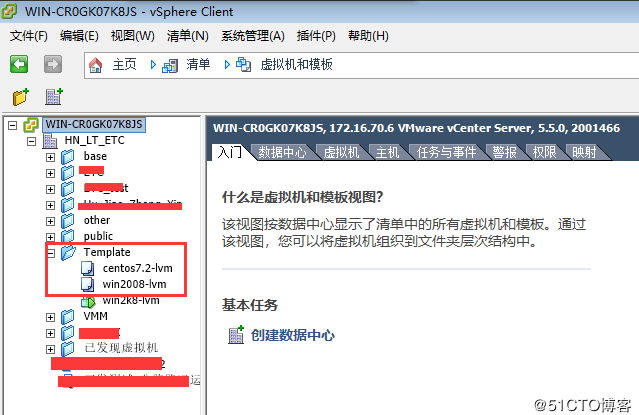 WIN-CR0GK07K8JS - vSphere Client
文件(F) 编辑(E) 视图(W) 清单(N) 系统管理(A) 插件(P) 帮助(H)
主页 清单 虚拟机和模板
WIN-CR0GK07K8JS
HN_LT_ETC
base
other
public
Template
centos7.2-lvm
win2008-lvm
win2k8-lvm
VMM
已发现虚拟机
WIN-CR0GK07K8JS, 172.16.70.6 VMware vCenter Server, 5.5.0, 2001466
入门 数据中心 虚拟机 主机 任务与事件 警报 权限 映射
什么是虚拟机和模板视图?
该视图按数据中心显示了清单中的所有虚拟机和模板。通过
该视图，您可以将虚拟机组织到文件夹层次结构中。
基本任务
创建数据中心
@51CTO博客